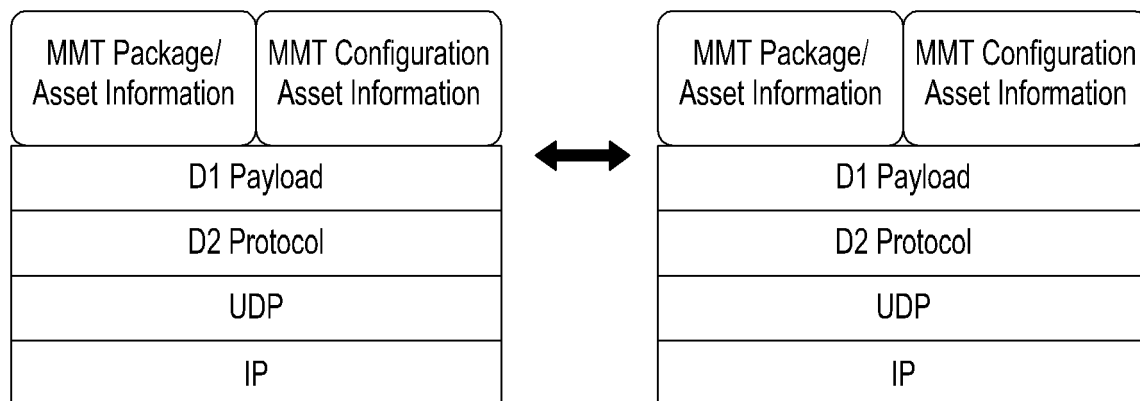 MMT Package/
Asset Information
MMT Configuration
Asset Information
D1 Payload
D2 Protocol
UDP
IP
MMT Package/
Asset Information
MMT Configuration
Asset Information
D1 Payload
D2 Protocol
UDP
IP